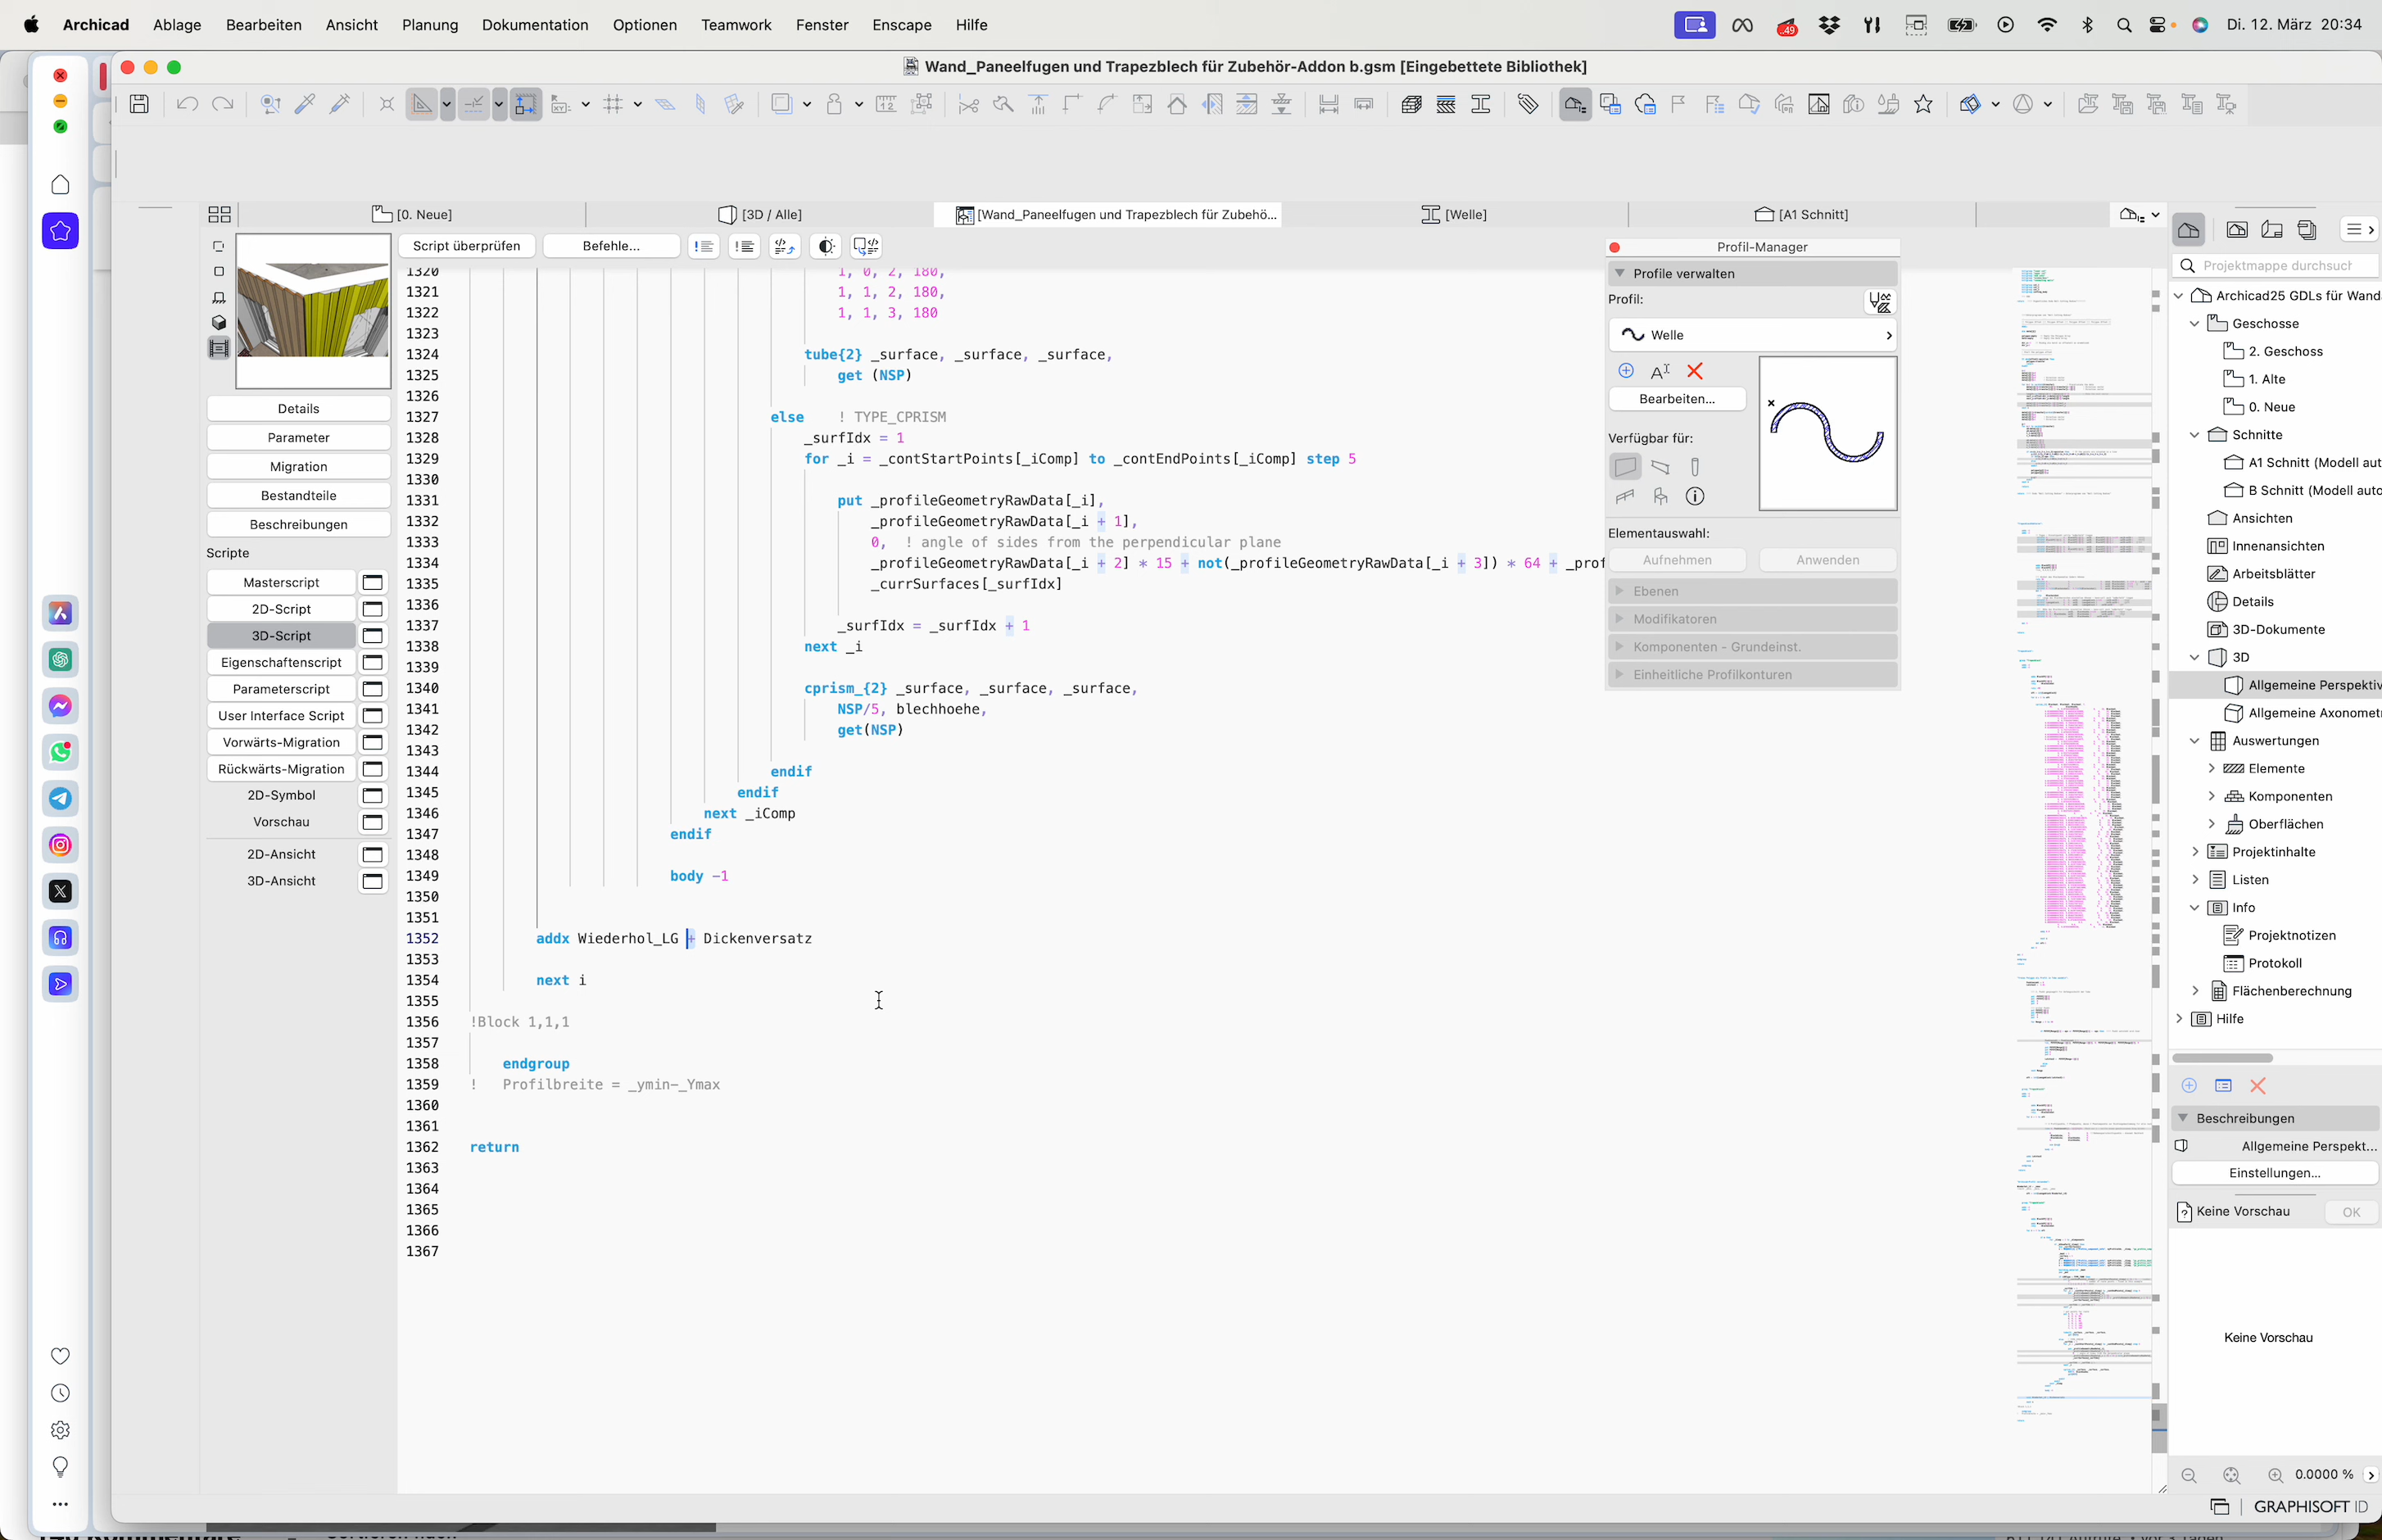 Archicad Ablage Bearbeiten Ansicht Planung Dokumentation Optionen Teamwork Fenster Enscape Hilfe
49
Di. 12. März 20:34
Wand_Paneelfugen und Trapezblech für Zubehör-Addon b.gsm [Eingebettete Bibliothek]
[0. Neue]
[3D / Alle]
[Wand_Paneelfugen und Trapezblech für Zubehö...
[Welle]
[A1 Schnitt]
Script überprüfen
Befehle...
Details
Parameter
Migration
Bestandteile
Beschreibungen
Scripte
Masterscript
2D-Script
3D-Script
Eigenschaftenscript
Parameterscript
User Interface Script
Vorwärts-Migration
Rückwärts-Migration
2D-Symbol
Vorschau
2D-Ansicht
3D-Ansicht
1320 1, 0, 2, 180,
1321 1, 1, 2, 180,
1322 1, 1, 3, 180
1323
1324 tube{2} _surface, _surface, _surface,
1325 get (NSP)
1326
1327 else ! TYPE_CPRISM
1328 _surfIdx = 1
1329 for _i = _contStartPoints[_iComp] to _contEndPoints[_iComp] step 5
1330
1331 put _profileGeometryRawData[_i],
1332 _profileGeometryRawData[_i + 1],
1333 0, ! angle of sides from the perpendicular plane
1334 _profileGeometryRawData[_i + 2] * 15 + not(_profileGeometryRawData[_i + 3]) * 64 + _prof
1335 _currSurfaces[_surfIdx]
1336
1337 _surfIdx = _surfIdx + 1
1338 next _i
1339
1340 cprism_{2} _surface, _surface, _surface,
1341 NSP/5, blechhoehe,
1342 get(NSP)
1343
1344 endif
1345 endif
1346 next _iComp
1347 endif
1348
1349 body -1
1350
1351
1352 addx Wiederhol_LG + Dickenversatz
1353
1354 next i
1355
1356 !Block 1,1,1
1357
1358 endgroup
1359 ! Profilbreite = _ymin-_Ymax
1360
1361
1362 return
1363
1364
1365
1366
1367
Profil-Manager
Profile verwalten
Profil:
Welle
Bearbeiten...
Verfügbar für:
Elementauswahl:
Aufnehmen
Anwenden
Ebenen
Modifikatoren
Komponenten - Grundeinst.
Einheitliche Profilkonturen
Projektmappe durchsuch
Archicad25 GDLs für Wand
Geschosse
2. Geschoss
1. Alte
0. Neue
Schnitte
A1 Schnitt (Modell aut
B Schnitt (Modell auto
Ansichten
Innenansichten
Arbeitsblätter
Details
3D-Dokumente
3D
Allgemeine Perspektiv
Allgemeine Axonomet
Auswertungen
Elemente
Komponenten
Oberflächen
Projektinhalte
Listen
Info
Projektnotizen
Protokoll
Flächenberechnung
Hilfe
Beschreibungen
Allgemeine Perspekt...
Einstellungen...
Keine Vorschau
OK
Keine Vorschau
0.0000 %
GRAPHISOFT ID